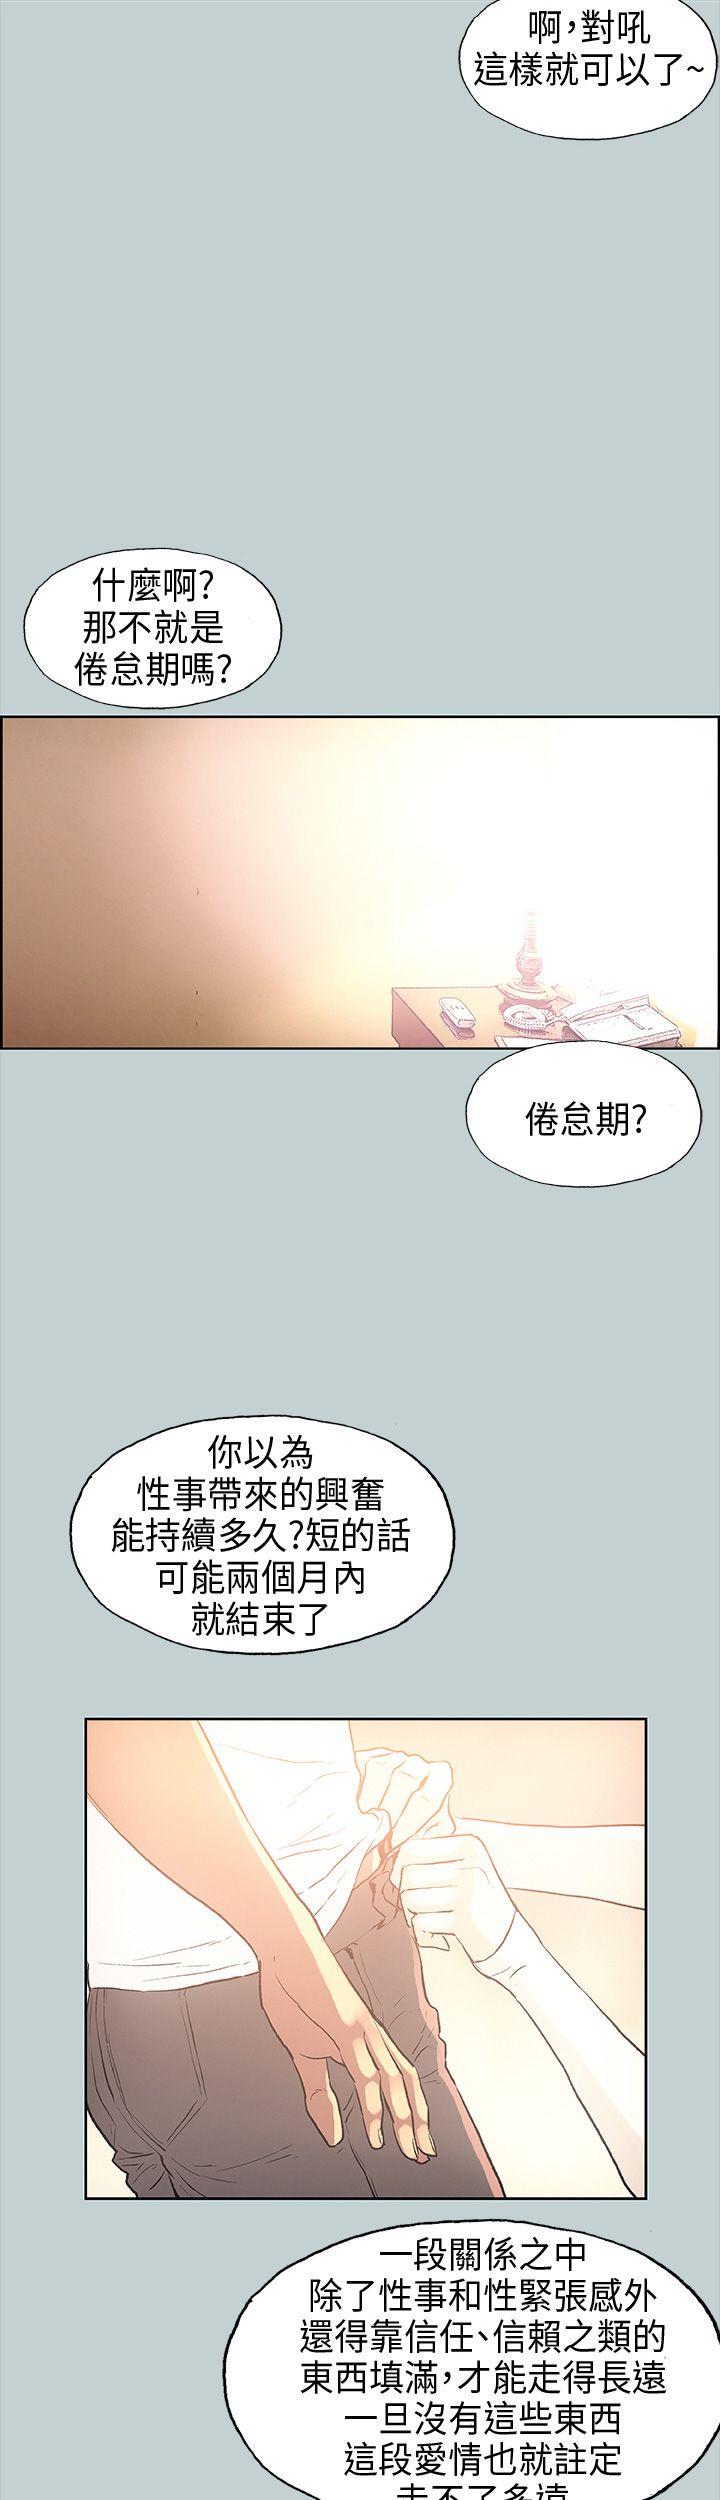 啊，對吼
這樣就可以了~
什麼啊？
那不就是
倦怠期嗎？
倦怠期？
你以為
性事帶來的興奮
能持續多久？短的話
可能兩個月內
就結束了
一段關係之中
除了性事和性緊張感外
還得靠信任、信賴之類的
東西填滿，才能走得長遠
一旦沒有這些東西
這段愛情也就註定
走不了多遠